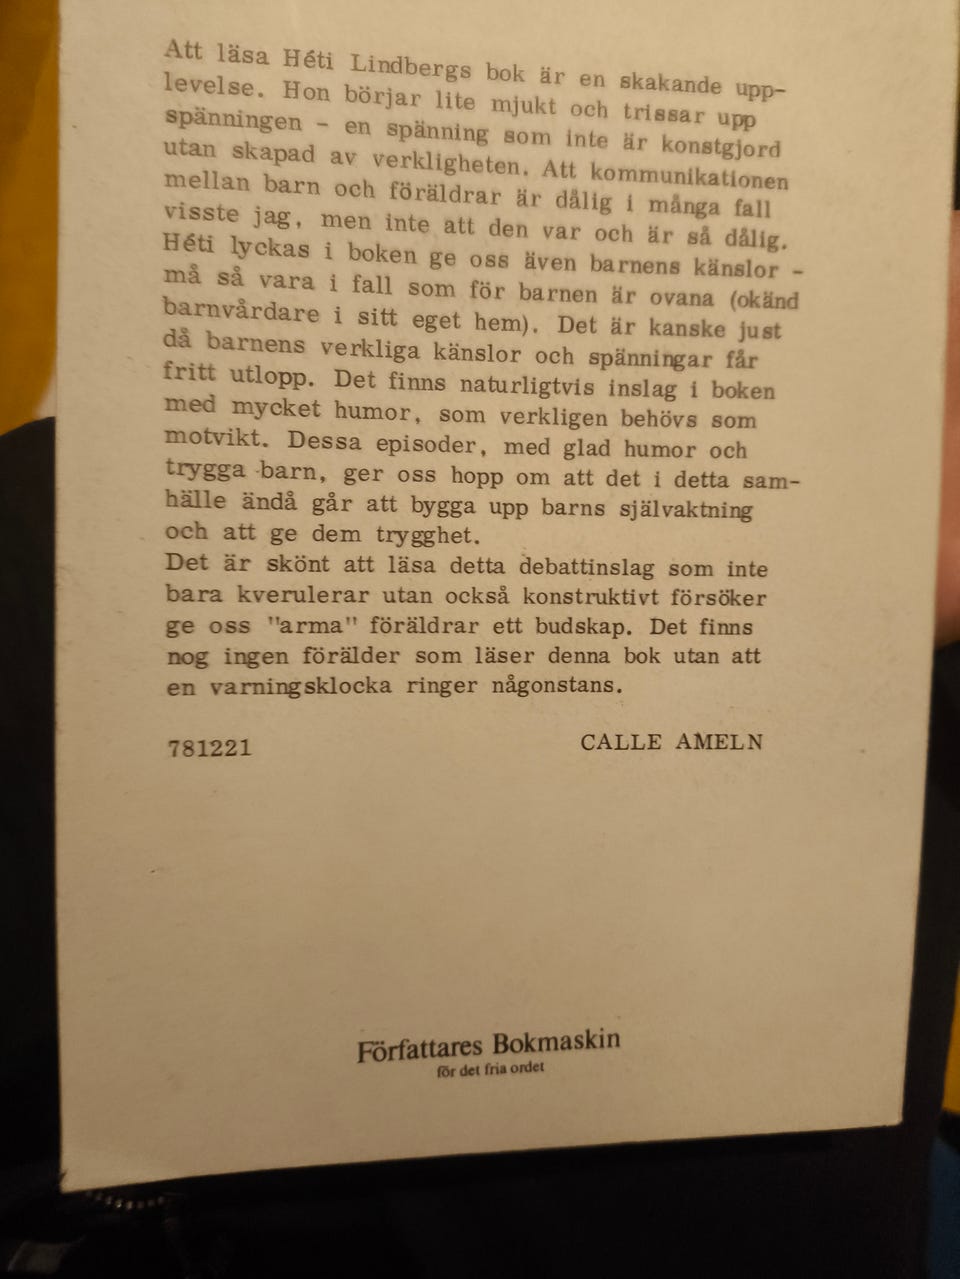 Att läsa Héti Lindbergs bok är en skakande upp-
levelse. Hon börjar lite mjukt och trissar upp
spänningen - en spänning som inte är konstgjord
utan skapad av verkligheten. Att kommunikationen
mellan barn och föräldrar är dålig i många fall
visste jag, men inte att den var och är så dålig.
Héti lyckas i boken ge oss även barnens känslor -
må så vara i fall som för barnen är ovana (okänd
barnvårdare i sitt eget hem). Det är kanske just
då barnens verkliga känslor och spänningar får
fritt utlopp. Det finns naturligtvis inslag i boken
med mycket humor, som verkligen behövs som
motvikt. Dessa episoder, med glad humor och
trygga barn, ger oss hopp om att det i detta sam-
hälle ändå går att bygga upp barns självaktning
och att ge dem trygghet.
Det är skönt att läsa detta debattinslag som inte
bara kverulerar utan också konstruktivt försöker
ge oss "arma" föräldrar ett budskap. Det finns
nog ingen förälder som läser denna bok utan att
en varningsklocka ringer någonstans.
781221 CALLE AMELN
Författares Bokmaskin
för det fria ordet